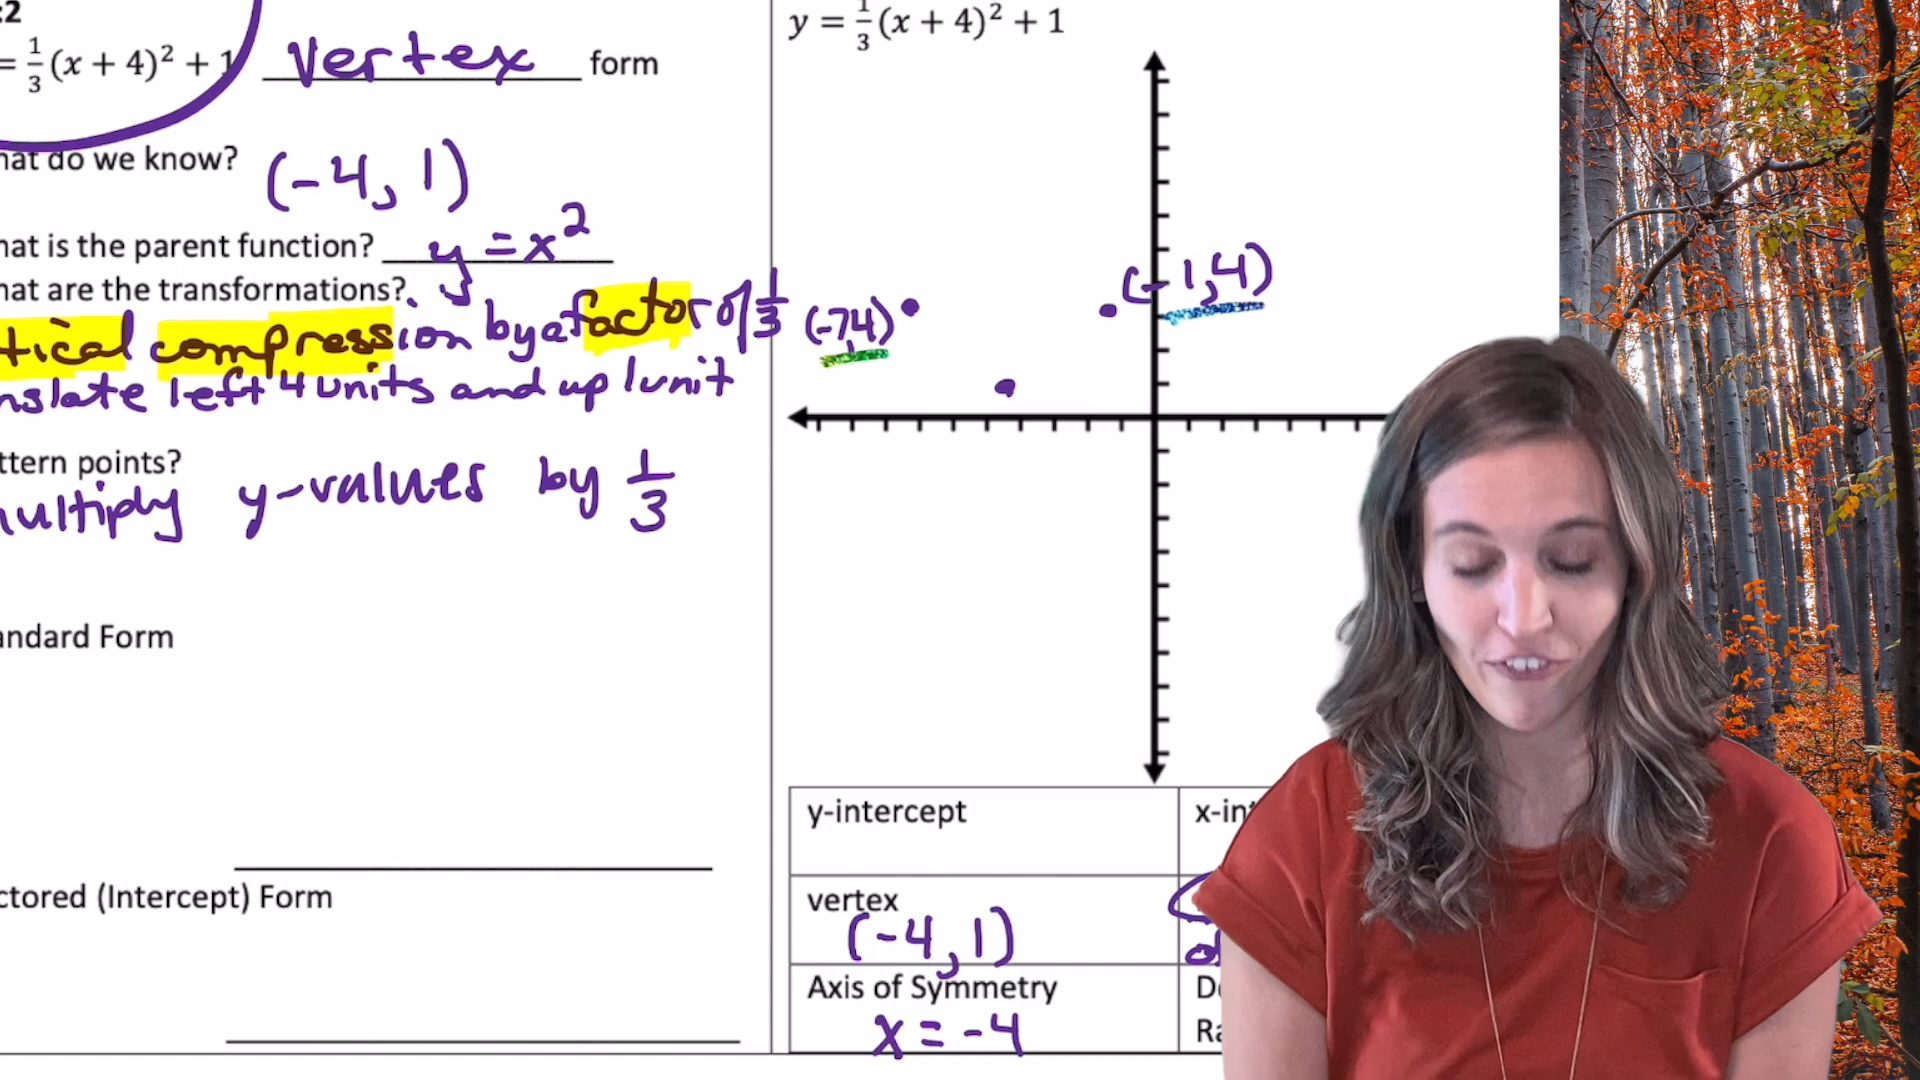 :2
= 1/3 (x + 4)² + 1 vertex form
hat do we know? (-4, 1)
hat is the parent function? y = x²
hat are the transformations?
tical compression by a factor of 1/3
nslate left 4 units and up 1 unit
ttern points?
multiply y-values by 1/3
andard Form
ctored (Intercept) Form
y = 1/3 (x + 4)² + 1
(-1, 4)
(-7, 4)
y-intercept
x-int
vertex
(-4, 1)
Axis of Symmetry
x = -4